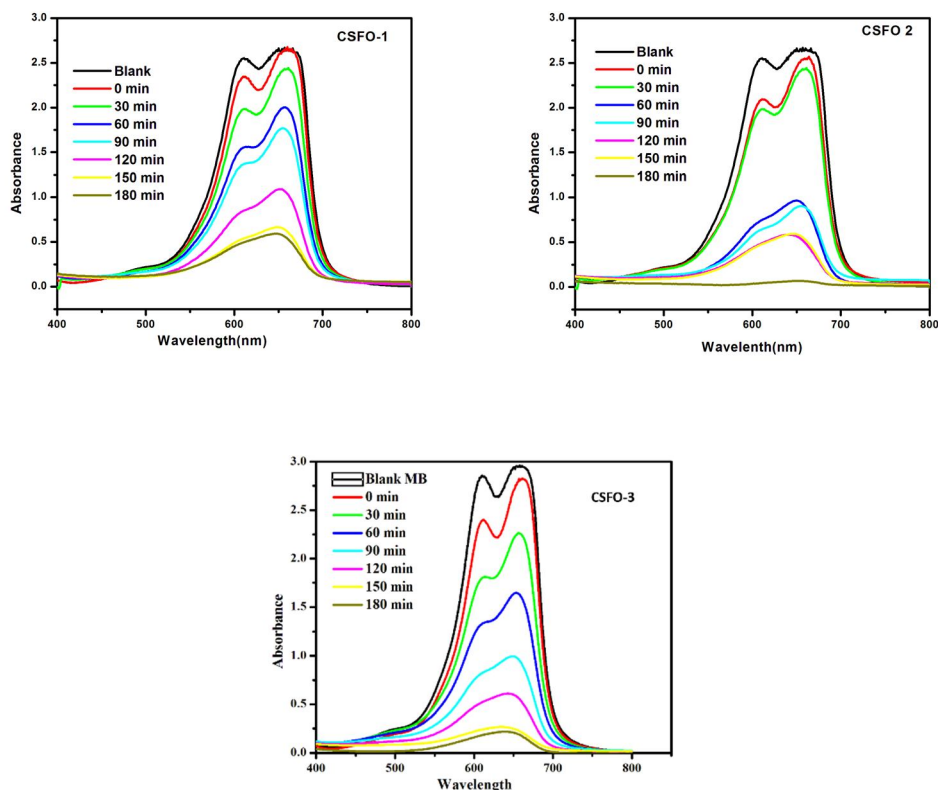 CSFO-1
Blank
0 min
30 min
60 min
90 min
120 min
150 min
180 min
3.0
2.5
2.0
1.5
1.0
0.5
0.0
Absorbance
400 500 600 700 800
Wavelength(nm)
CSFO 2
Blank
0 min
30 min
60 min
90 min
120 min
150 min
180 min
3.0
2.5
2.0
1.5
1.0
0.5
0.0
Absorbance
400 500 600 700 800
Wavelenth(nm)
CSFO-3
Blank MB
0 min
30 min
60 min
90 min
120 min
150 min
180 min
3.0
2.5
2.0
1.5
1.0
0.5
0.0
Absorbance
400 500 600 700 800
Wavelength